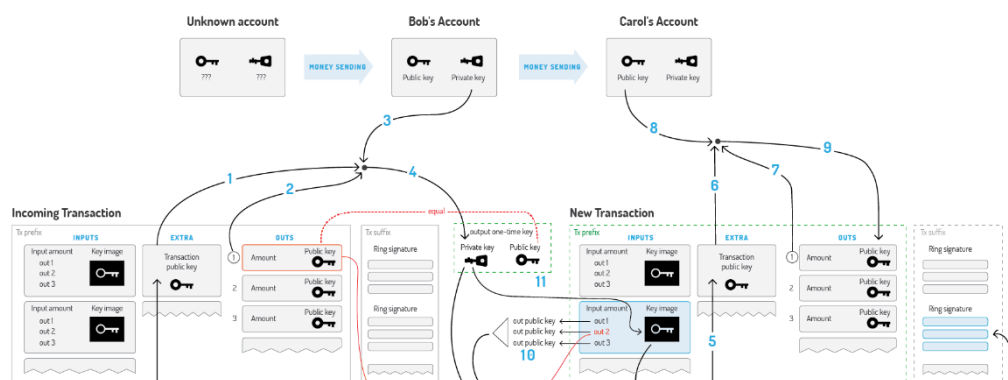 Unknown account
Bob's Account
Carol's Account
???
???
MONEY SENDING
Public key
Private key
MONEY SENDING
Public key
Private key
3
8
1
2
4
6
7
9
Incoming Transaction
Tx prefix
INPUTS
EXTRA
OUTS
Input amount
out 1
out 2
out 3
Key image
Transaction
public key
1
Amount
Public key
2
Amount
Public key
3
Amount
Public key
Input amount
out 1
out 2
out 3
Key image
Tx suffix
Ring signature
Ring signature
equal
output one-time key
Private key
Public key
11
New Transaction
Tx prefix
INPUTS
EXTRA
OUTS
Input amount
out 1
out 2
out 3
Key image
Transaction
public key
5
1
Amount
Public key
2
Amount
Public key
3
Amount
Public key
Input amount
out 1
out 2
out 3
Key image
out public key
out public key
out public key
10
Tx suffix
Ring signature
Ring signature